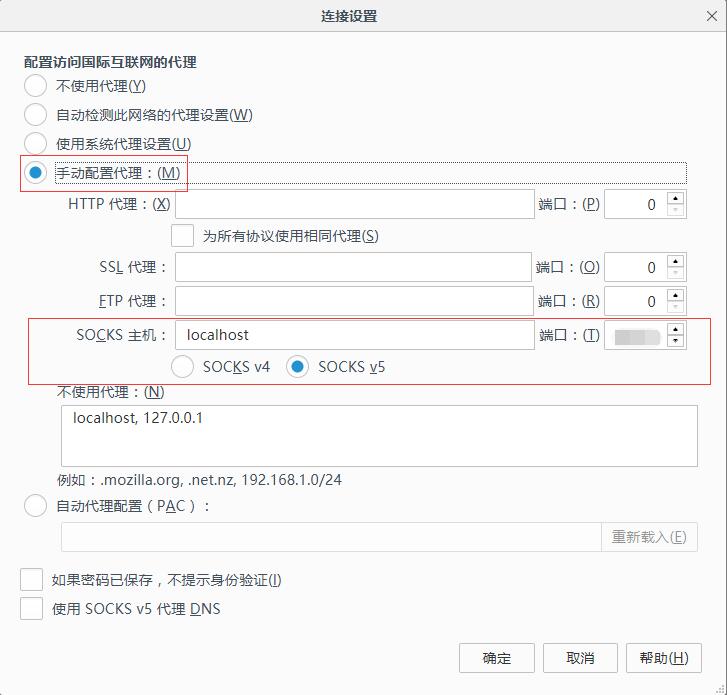 连接设置
配置访问国际互联网的代理
不使用代理(Y)
自动检测此网络的代理设置(W)
使用系统代理设置(U)
手动配置代理：(M)
HTTP 代理：(X) 端口：(P) 0
为所有协议使用相同代理(S)
SSL 代理： 端口：(O) 0
FTP 代理： 端口：(R) 0
SOCKS 主机： localhost 端口：(T)
SOCKS v4 SOCKS v5
不使用代理：(N)
localhost, 127.0.0.1
例如：.mozilla.org, .net.nz, 192.168.1.0/24
自动代理配置（PAC）：
重新载入(E)
如果密码已保存，不提示身份验证(I)
使用 SOCKS v5 代理 DNS
确定 取消 帮助(H)